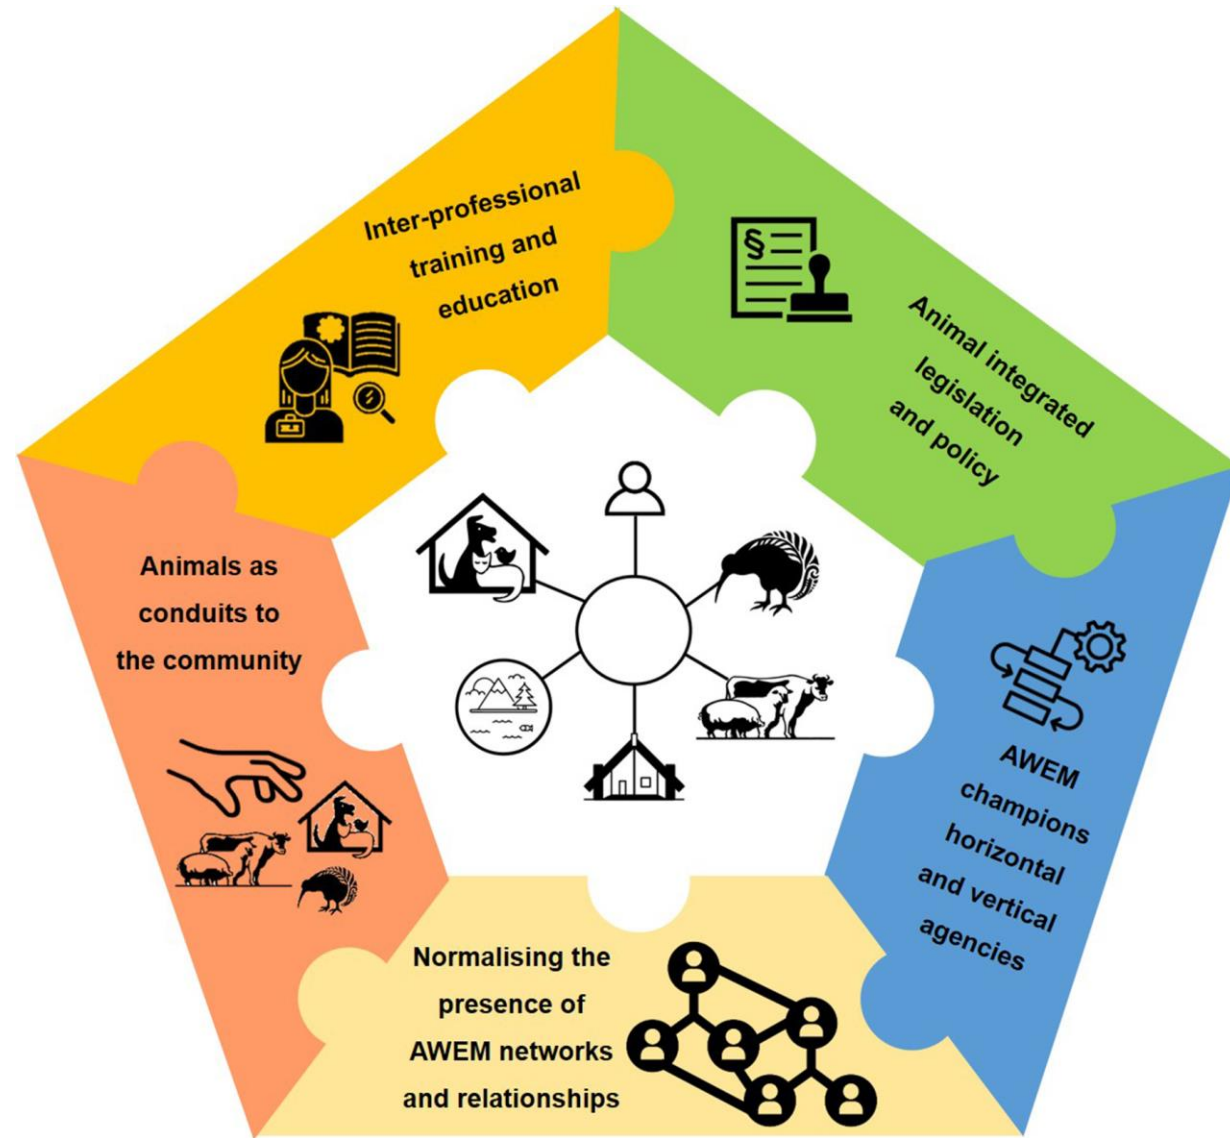 Inter-professional
training and
education
§
Animal integrated
legislation
and policy
Animals as
conduits to
the community
AWEM
champions
horizontal
and vertical
agencies
Normalising the
presence of
AWEM networks
and relationships